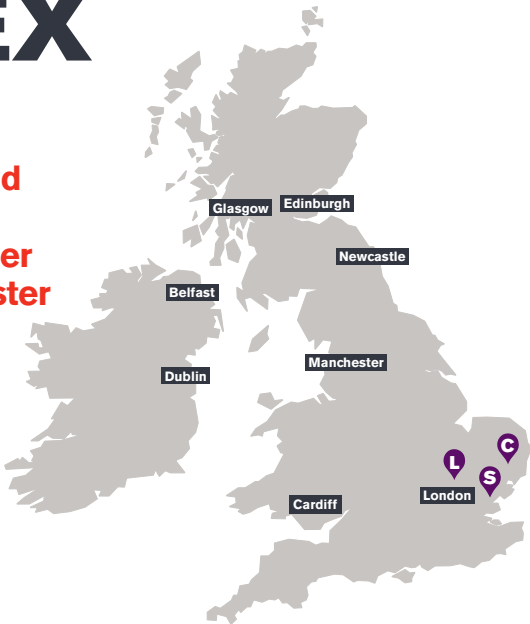 EX
d
er
ster
Glasgow
Edinburgh
Newcastle
Belfast
Manchester
Dublin
C
L
S
London
Cardiff